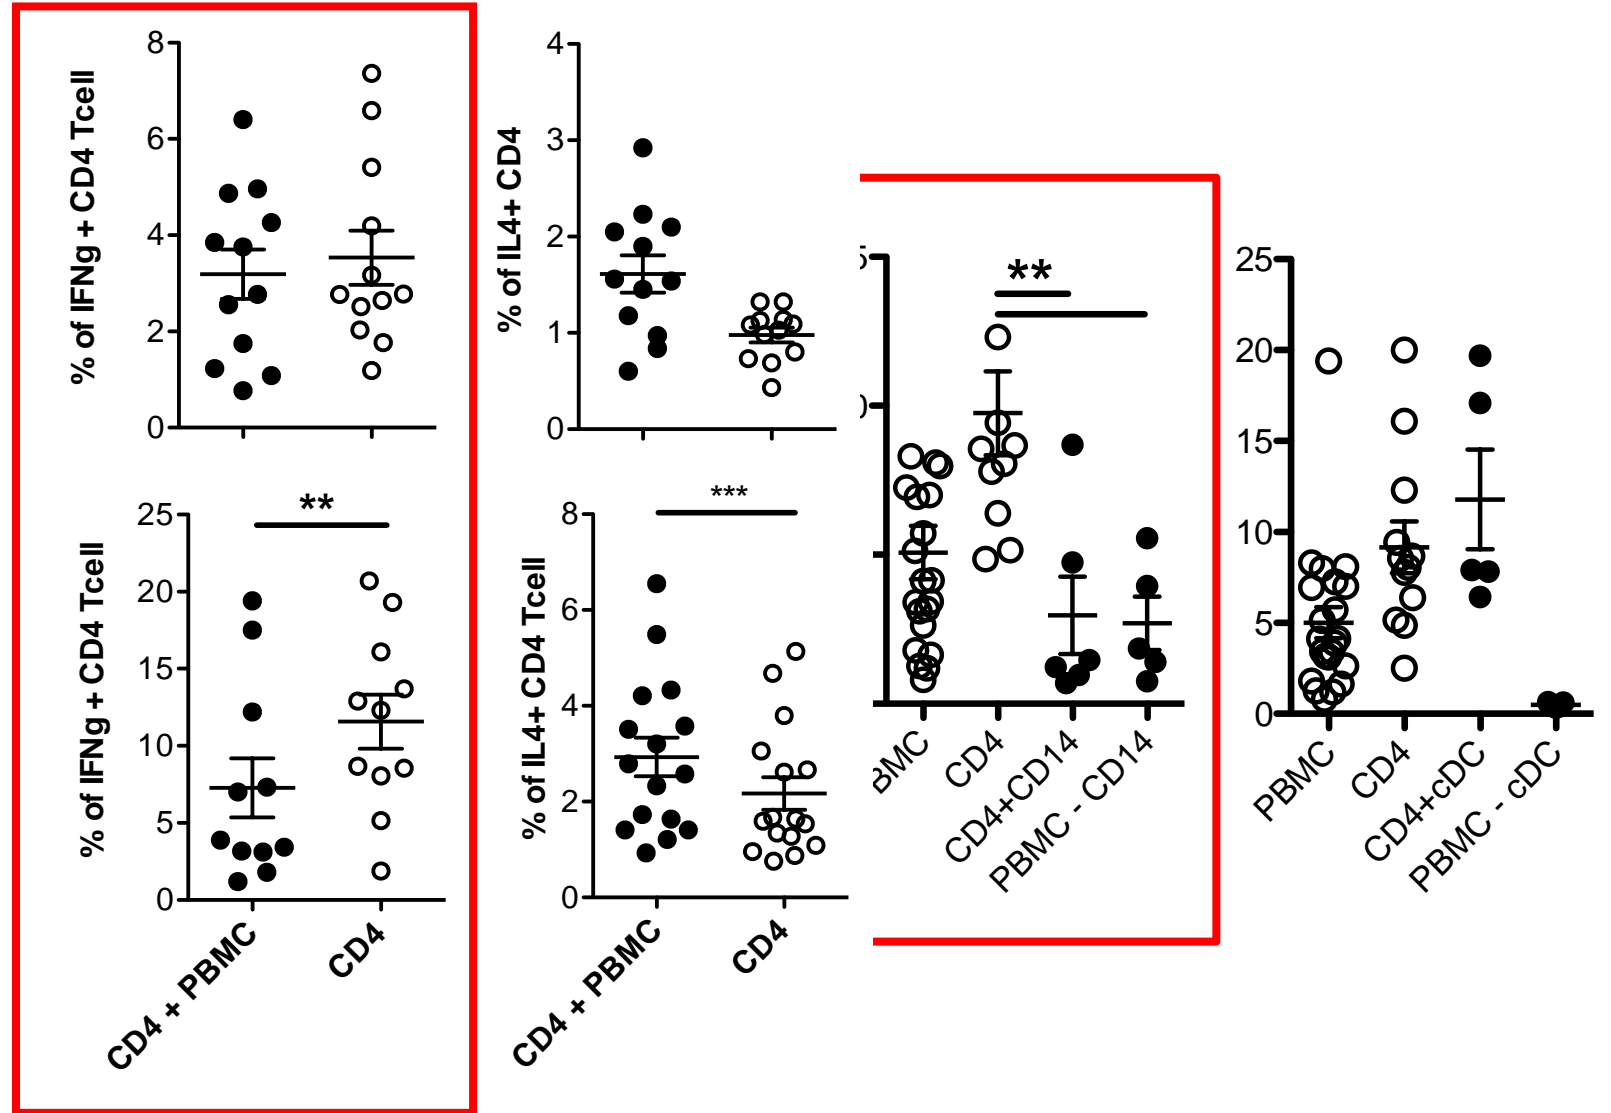 % of IFNg + CD4 Tcell
8
6
4
2
0
% of IL4+ CD4
4
3
2
1
0
% of IFNg + CD4 Tcell
25
20
15
10
5
0
**
CD4 + PBMC
CD4
% of IL4+ CD4 Tcell
8
6
4
2
0
***
CD4 + PBMC
CD4
**
BMC
CD4
CD4+CD14
PBMC - CD14
25
20
15
10
5
0
PBMC
CD4
CD4+cDC
PBMC - cDC